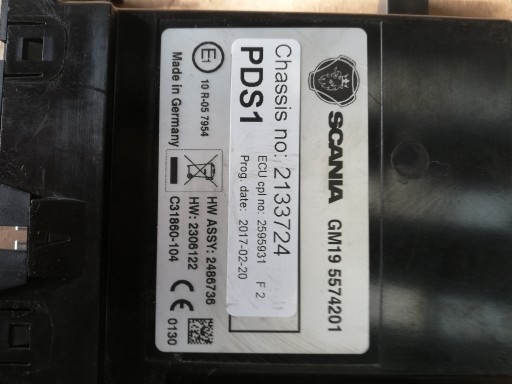 SCANIA GM19 5574201
Chassis no: 2133724
PDS1
ECU cpl no: 2595931 F 2
Prog. date: 2017-02-20
E1
10 R-05 7954
Made in Germany
HW ASSY: 2486736
HW: 2306122
C31860-104
CE 0130